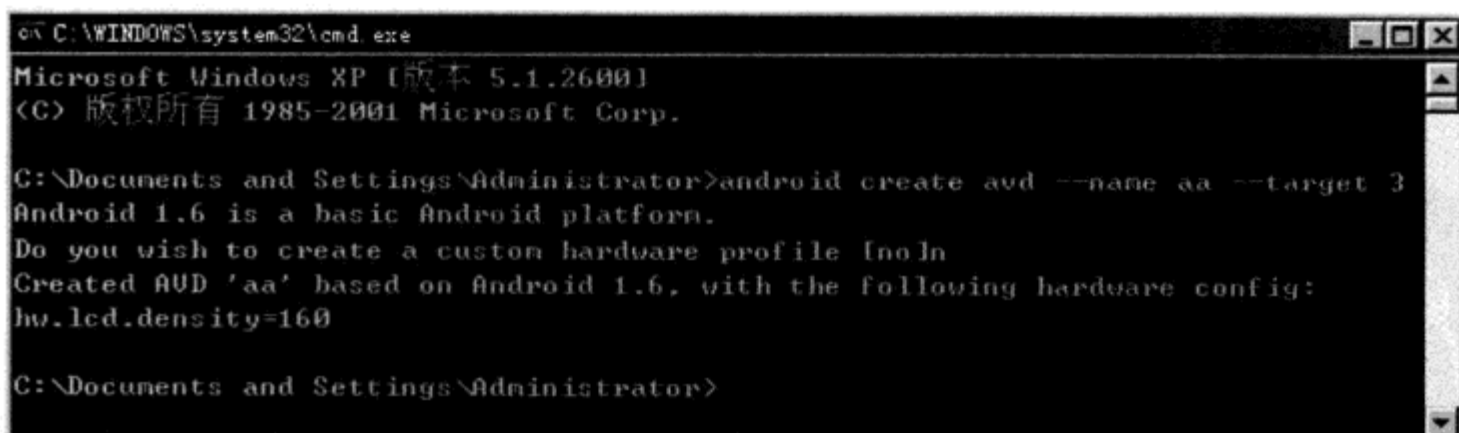 C:\WINDOWS\system32\cmd.exe
Microsoft Windows XP [版本 5.1.2600]
(C) 版权所有 1985-2001 Microsoft Corp.
C:\Documents and Settings\Administrator>android create avd --name aa --target 3
Android 1.6 is a basic Android platform.
Do you wish to create a custom hardware profile [no]n
Created AVD 'aa' based on Android 1.6, with the following hardware config:
hw.lcd.density=160
C:\Documents and Settings\Administrator>